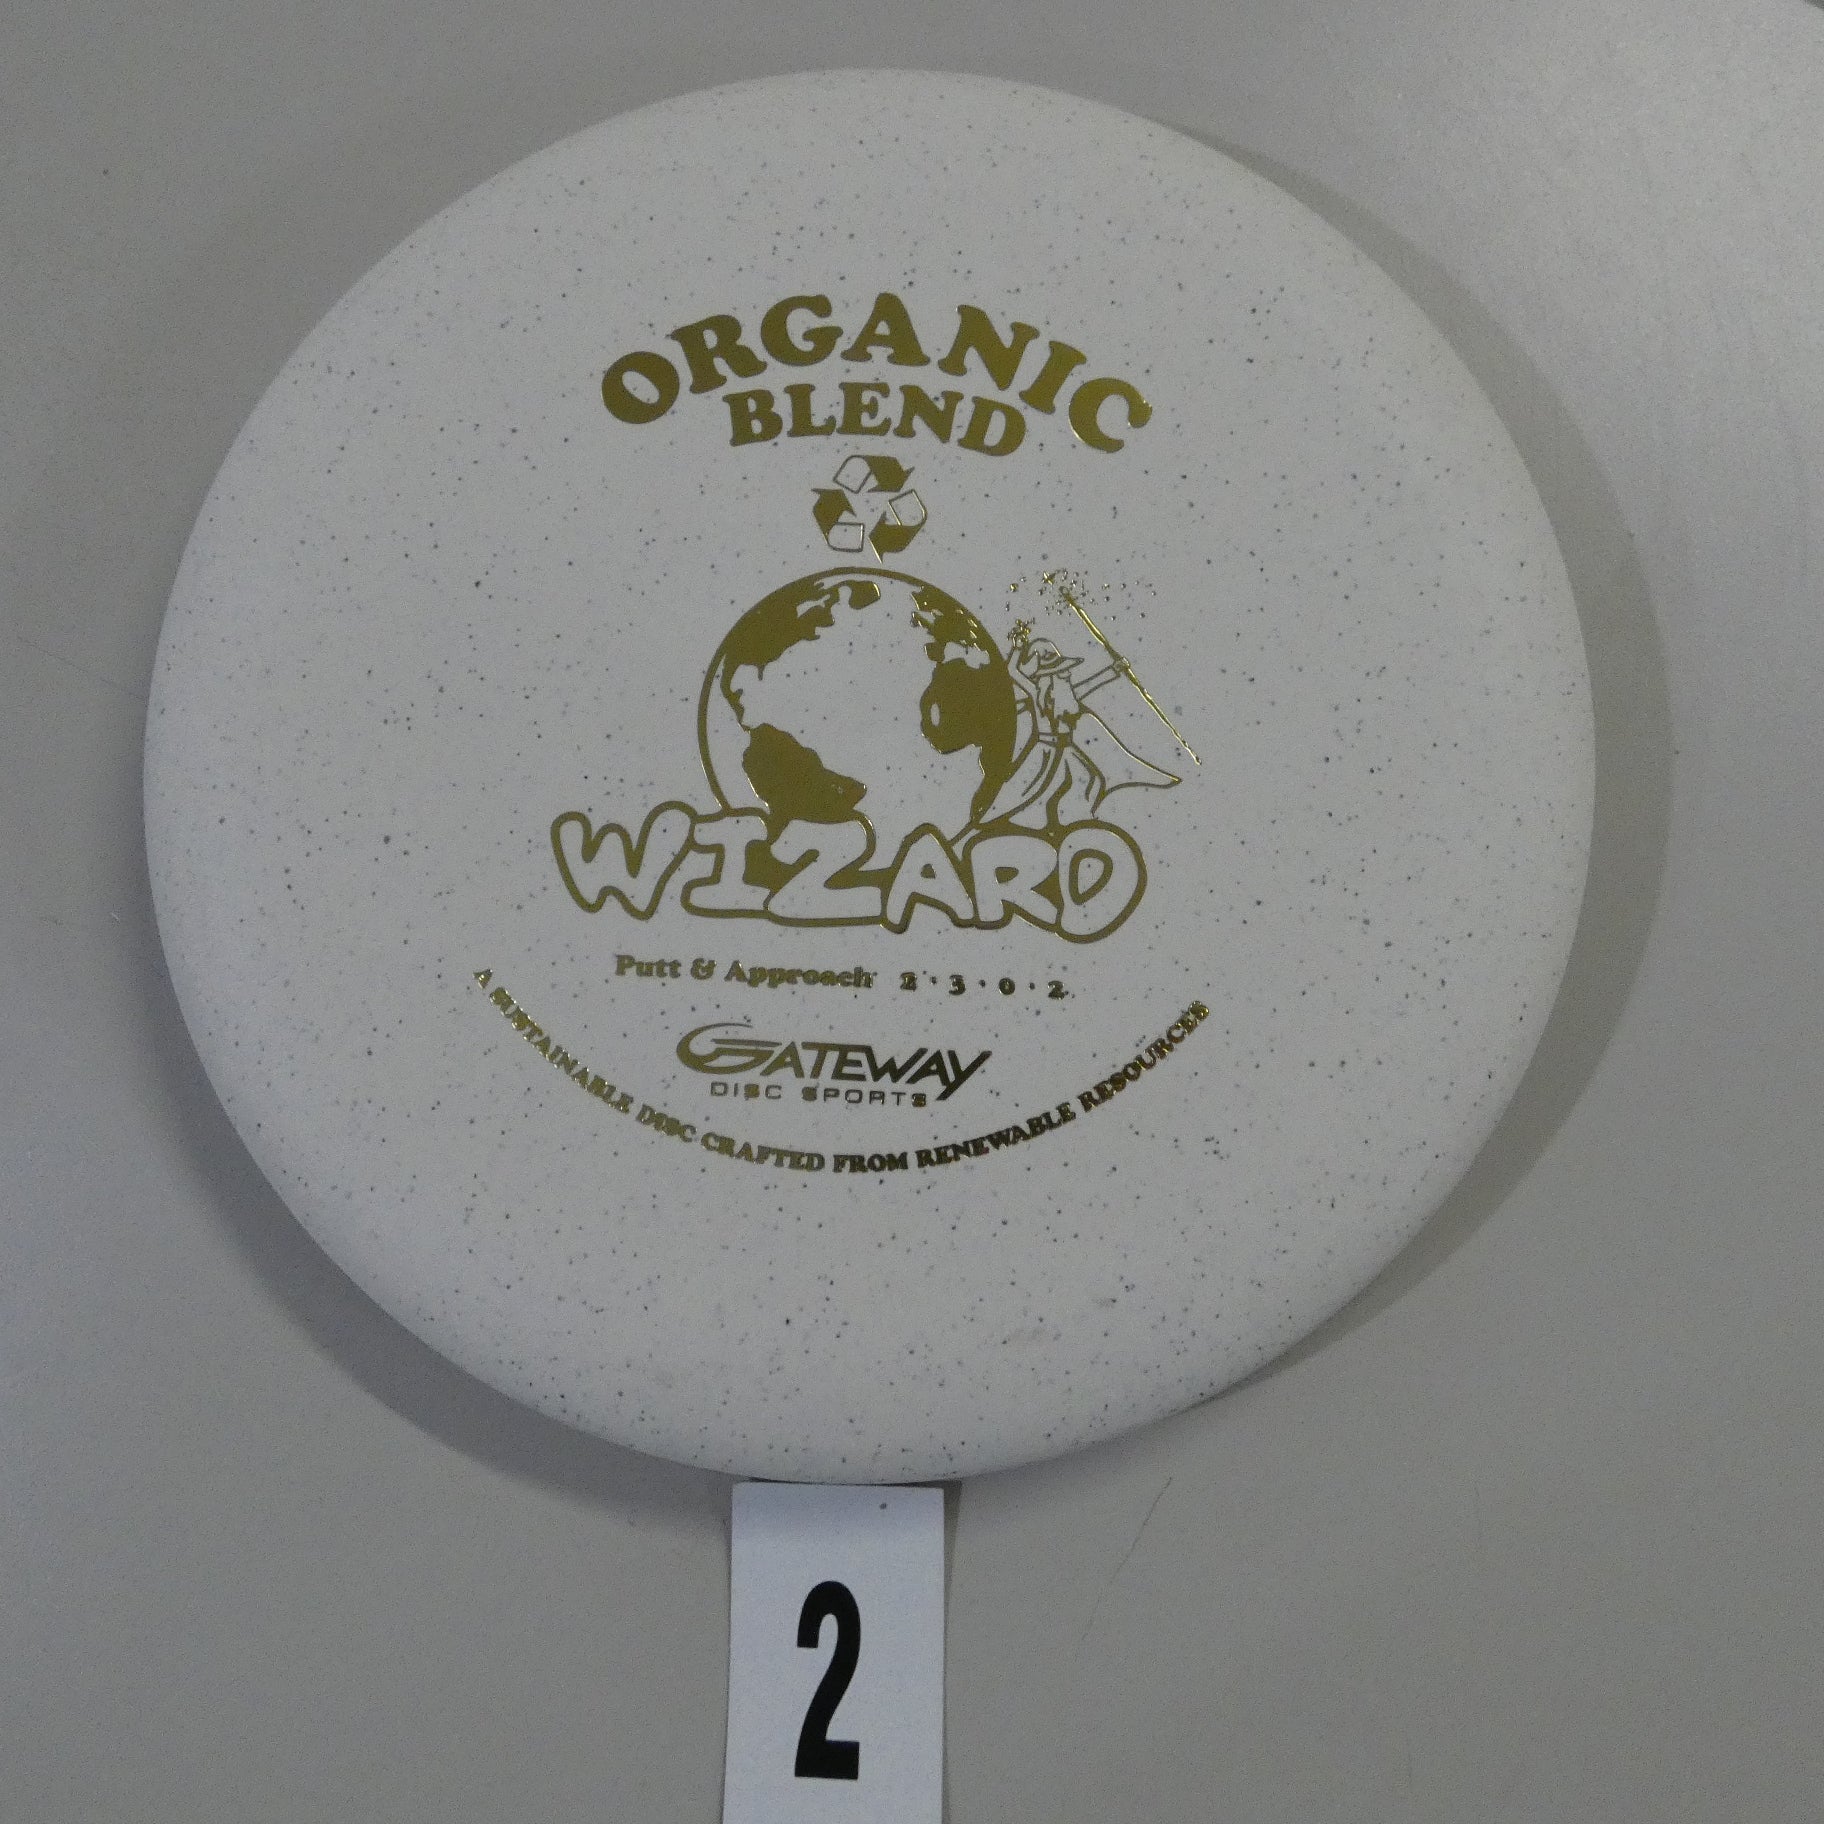 ORGANIC
BLEND
WIZARD
Putt & Approach 2 · 3 · 0 · 2
GATEWAY
DISC SPORTS
A SUSTAINABLE DISC CRAFTED FROM RENEWABLE RESOURCES
2